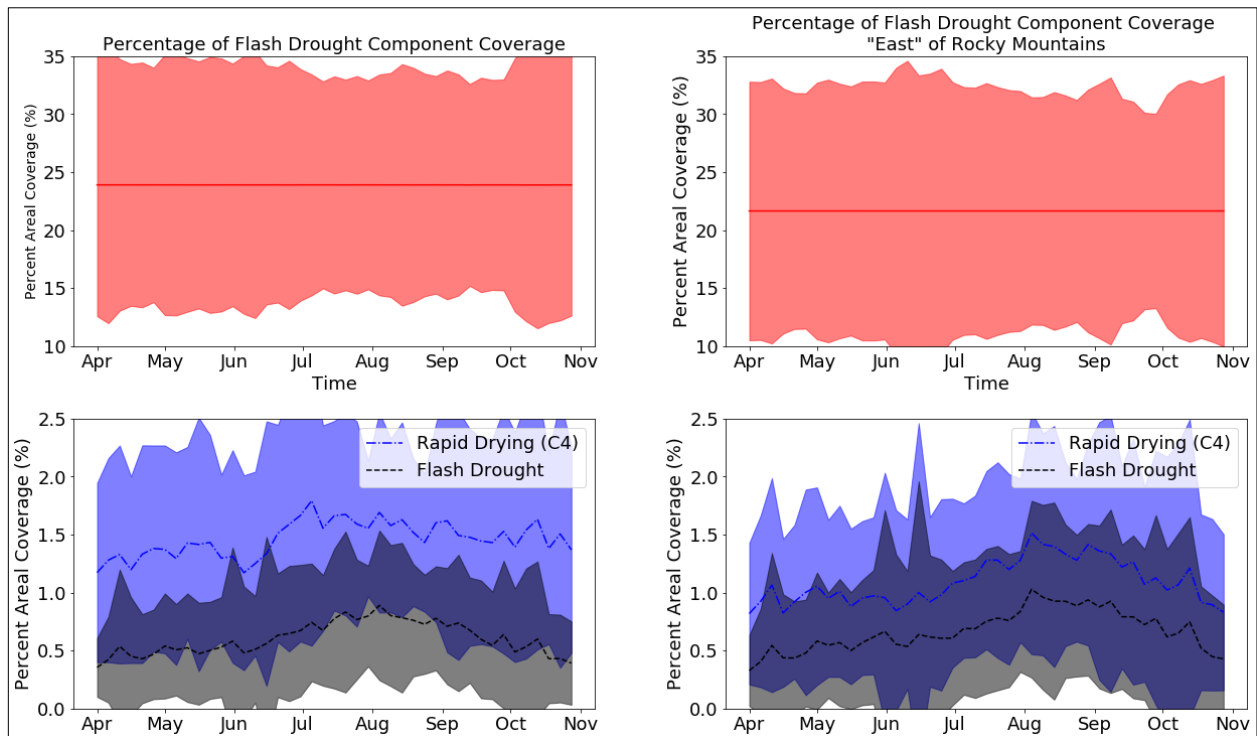 Percentage of Flash Drought Component Coverage
Percent Areal Coverage (%)
35
30
25
20
15
10
Apr May Jun Jul Aug Sep Oct Nov
Time
Percentage of Flash Drought Component Coverage
"East" of Rocky Mountains
Percent Areal Coverage (%)
35
30
25
20
15
10
Apr May Jun Jul Aug Sep Oct Nov
Time
Percent Areal Coverage (%)
2.5
2.0
1.5
1.0
0.5
0.0
Rapid Drying (C4)
Flash Drought
Apr May Jun Jul Aug Sep Oct Nov
Percent Areal Coverage (%)
2.5
2.0
1.5
1.0
0.5
0.0
Rapid Drying (C4)
Flash Drought
Apr May Jun Jul Aug Sep Oct Nov